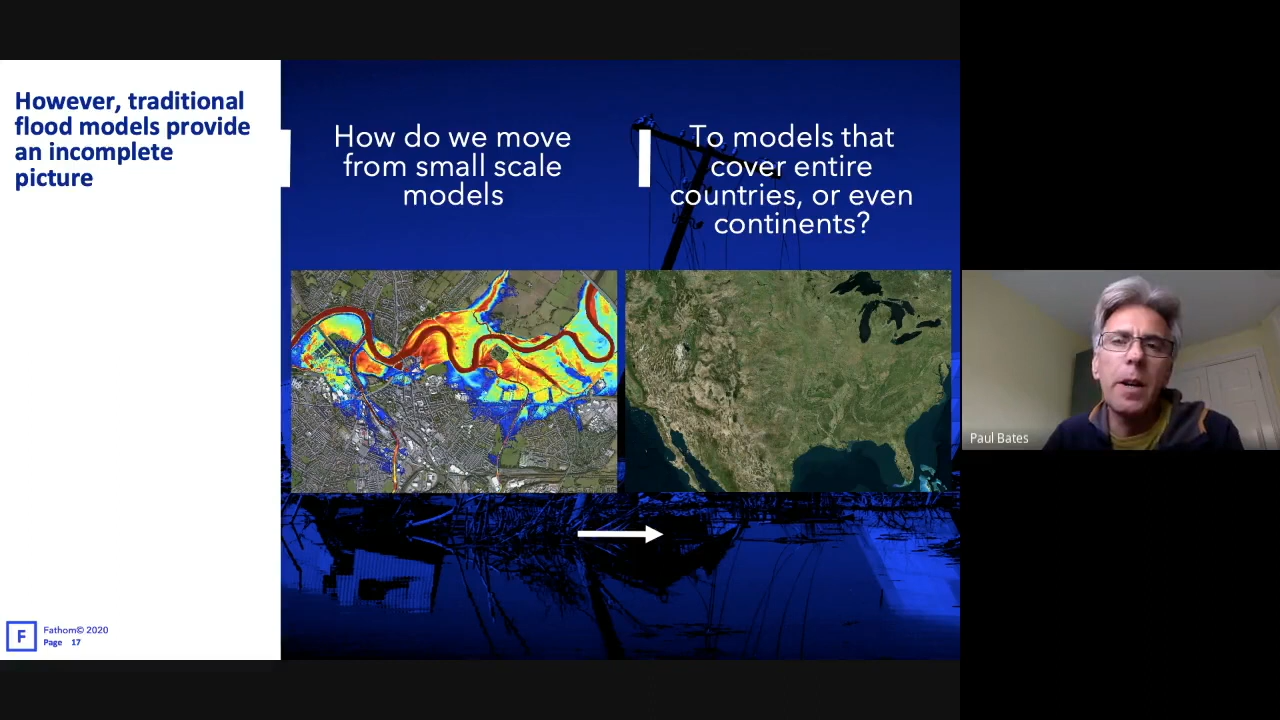 However, traditional
flood models provide
an incomplete
picture
How do we move
from small scale
models
To models that
cover entire
countries, or even
continents?
Paul Bates
F
Fathom© 2020
Page 17